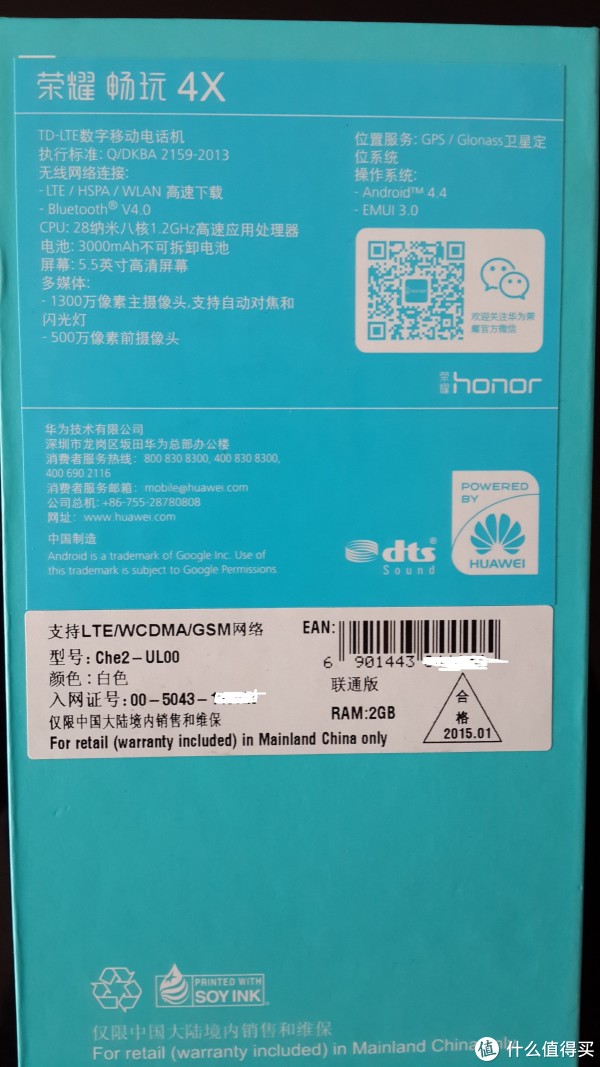 荣耀 畅玩 4X
TD-LTE数字移动电话机
执行标准: Q/DKBA 2159-2013
无线网络连接:
- LTE / HSPA / WLAN 高速下载
- Bluetooth® V4.0
CPU: 28纳米八核1.2GHz高速应用处理器
电池: 3000mAh不可拆卸电池
屏幕: 5.5英寸高清屏幕
多媒体:
- 1300万像素主摄像头,支持自动对焦和
闪光灯
- 500万像素前摄像头
位置服务: GPS / Glonass卫星定
位系统
操作系统:
- Android™ 4.4
- EMUI 3.0
欢迎关注华为荣
耀官方微信
荣耀 honor
华为技术有限公司
深圳市龙岗区坂田华为总部办公楼
消费者服务热线: 800 830 8300, 400 830 8300,
400 690 2116
消费者服务邮箱: mobile@huawei.com
公司总机: +86-755-28780808
网址: www.huawei.com
中国制造
Android is a trademark of Google Inc. Use of
this trademark is subject to Google Permissions.
dts®
Sound
POWERED
BY
HUAWEI
支持LTE/WCDMA/GSM网络
型号: Che2-UL00
颜色: 白色
入网证号: 00-5043-
仅限中国大陆境内销售和维保
For retail (warranty included) in Mainland China only
EAN:
6 901443
联通版
RAM:2GB
合
格
2015.01
PRINTED WITH
SOY INK
仅限中国大陆境内销售和维保
For retail (warranty included) in Mainland China
值 什么值得买